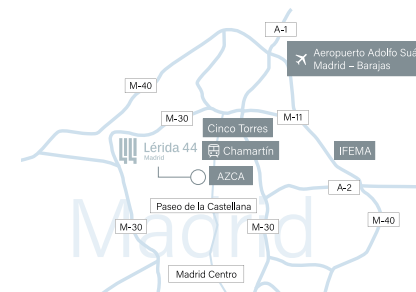 A-1
Aeropuerto Adolfo Suá
Madrid – Barajas
M-40
M-30
M-11
Cinco Torres
Lérida 44
Madrid
Chamartín
IFEMA
AZCA
A-2
Paseo de la Castellana
Madrid
M-30
M-30
M-40
Madrid Centro